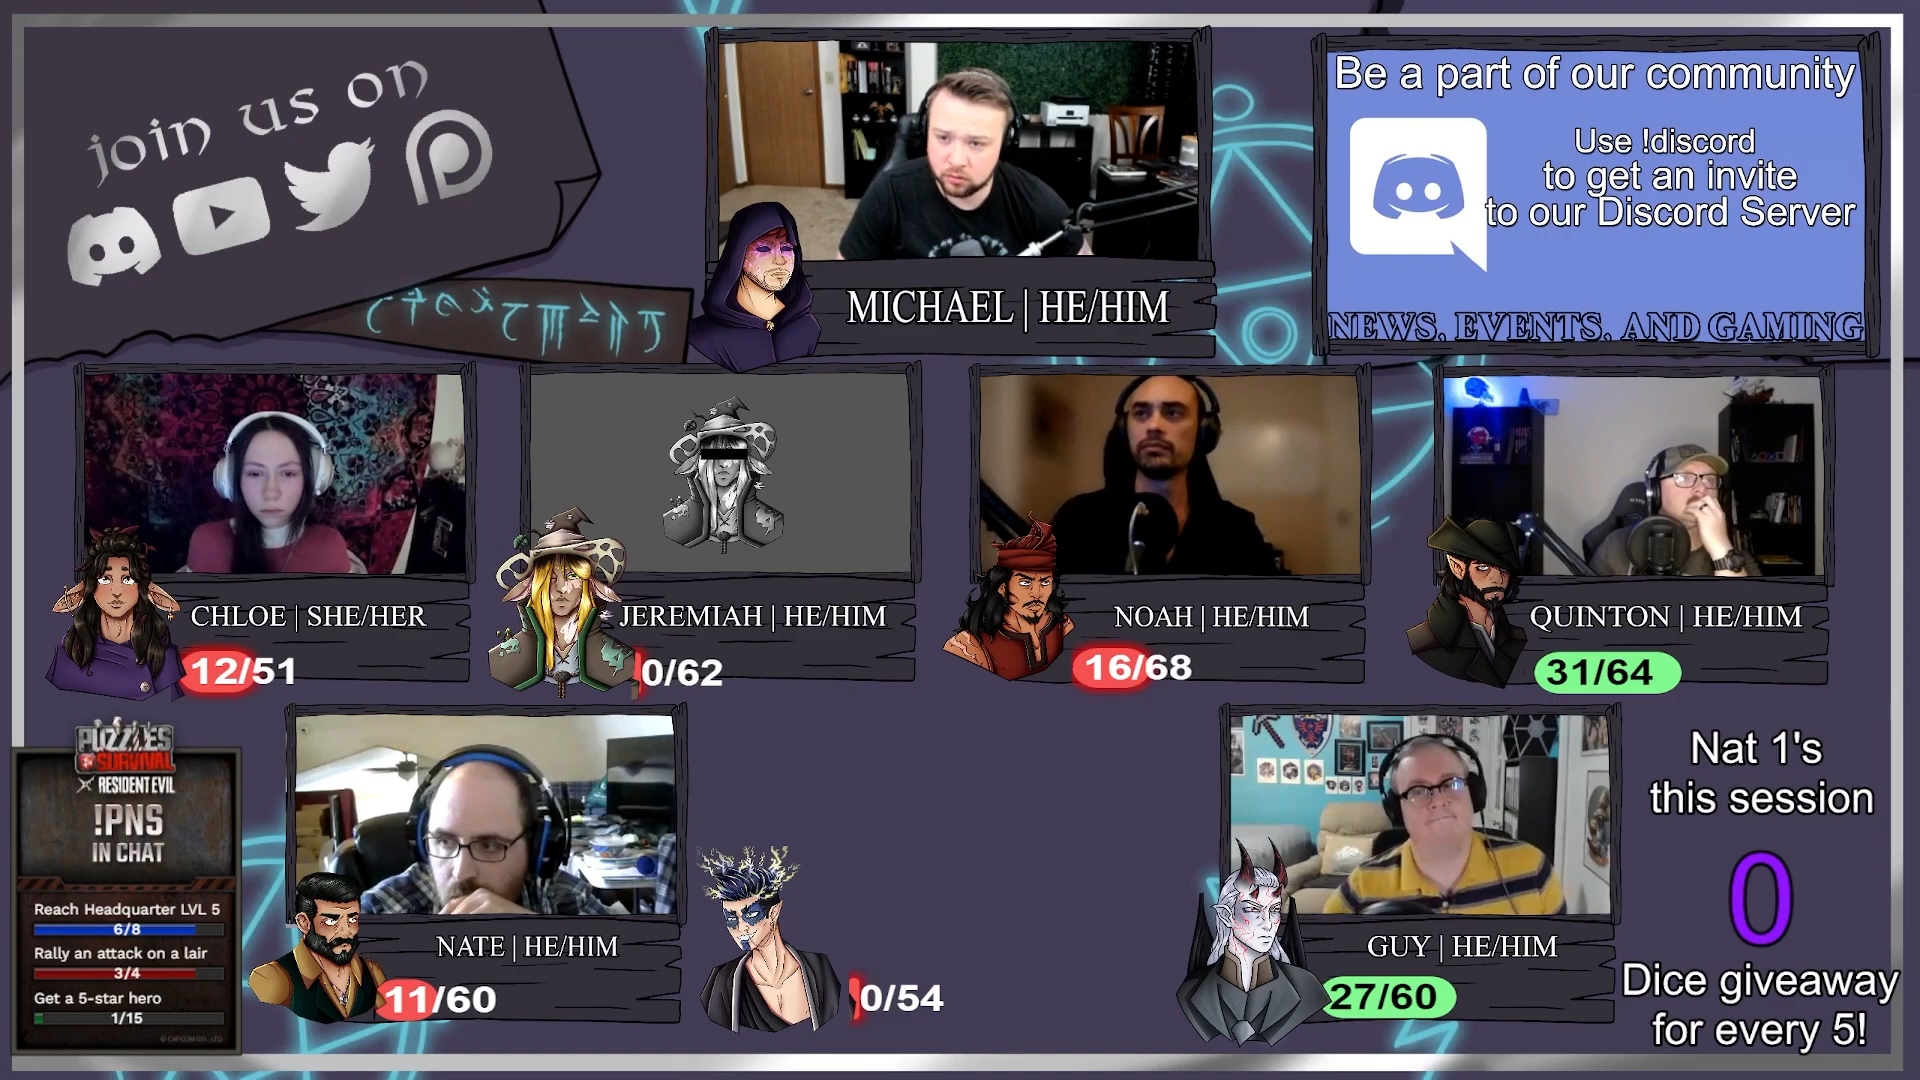 join us on
MICHAEL | HE/HIM
Be a part of our community
Use !discord
to get an invite
to our Discord Server
NEWS, EVENTS, AND GAMING
CHLOE | SHE/HER
12/51
JEREMIAH | HE/HIM
0/62
NOAH | HE/HIM
16/68
QUINTON | HE/HIM
31/64
PUZZLES
& SURVIVAL
RESIDENT EVIL
!PNS
IN CHAT
Reach Headquarter LVL 5
6/8
Rally an attack on a lair
3/4
Get a 5-star hero
1/15
© CAPCOM CO., LTD.
NATE | HE/HIM
11/60
0/54
GUY | HE/HIM
27/60
Nat 1's
this session
0
Dice giveaway
for every 5!